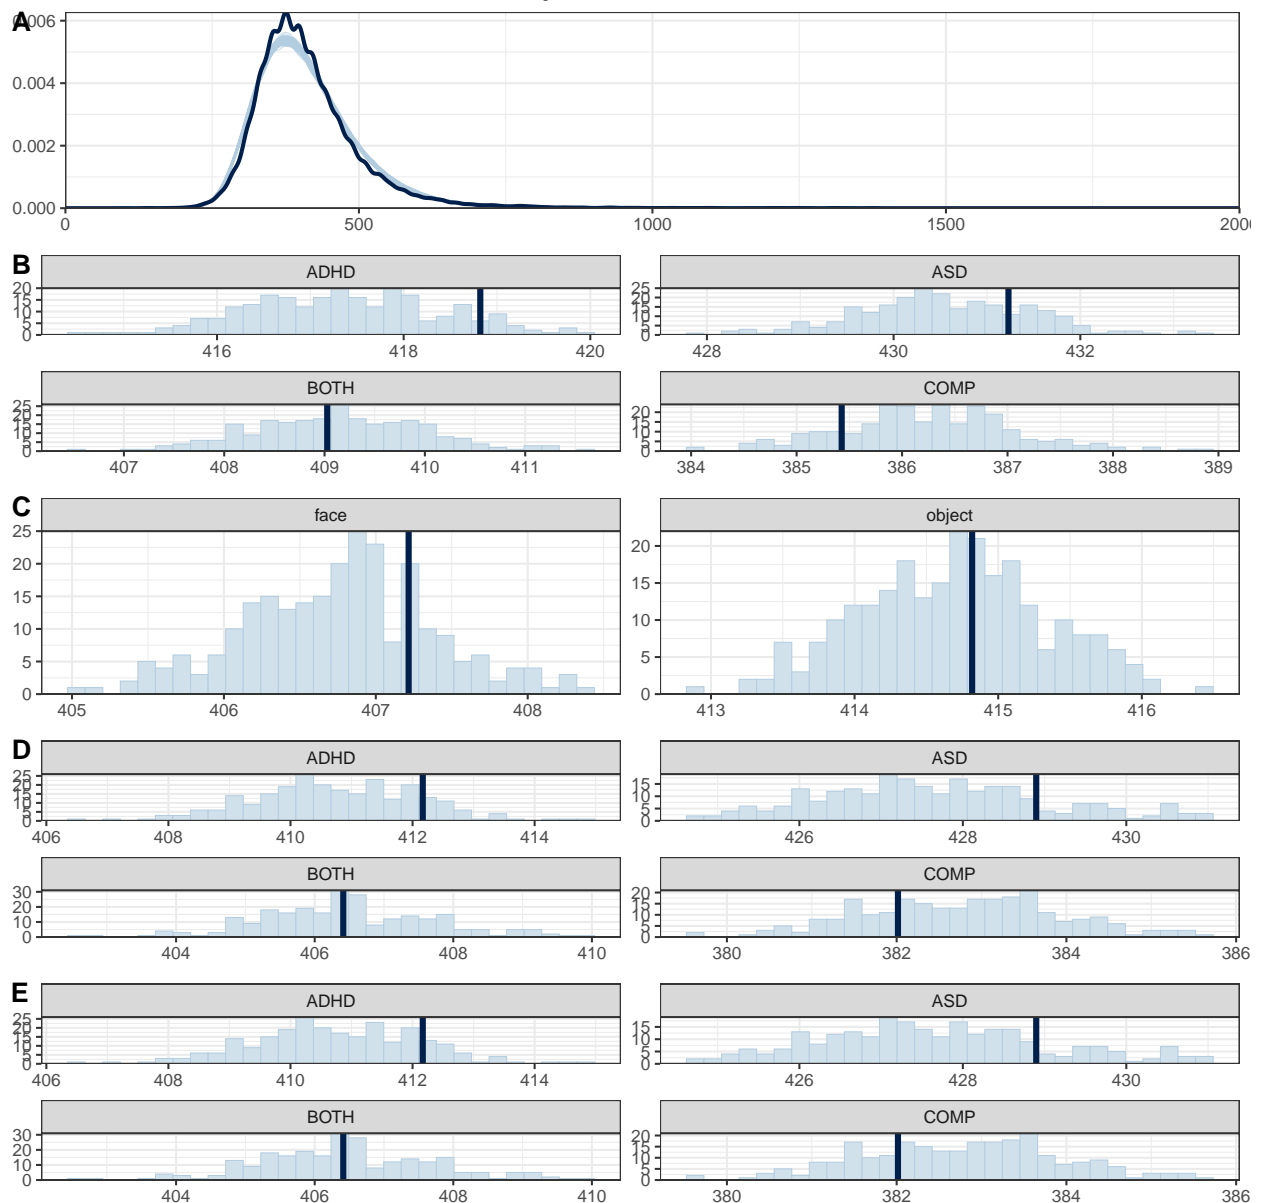 A
0.006
0.004
0.002
0.000
0 500 1000 1500 2000
B
ADHD ASD
20 15 10 5 0
25 20 15 10 5 0
416 418 420 428 430 432
BOTH COMP
25 20 15 10 5 0
20 15 10 5 0
407 408 409 410 411 384 385 386 387 388 389
C
face object
25 20 15 10 5 0
20 15 10 5 0
405 406 407 408 413 414 415 416
D
ADHD ASD
25 20 15 10 5 0
15 10 5 0
406 408 410 412 414 426 428 430
BOTH COMP
30 20 10 0
20 15 10 5 0
404 406 408 410 380 382 384 386
E
ADHD ASD
25 20 15 10 5 0
15 10 5 0
406 408 410 412 414 426 428 430
BOTH COMP
30 20 10 0
20 15 10 5 0
404 406 408 410 380 382 384 386